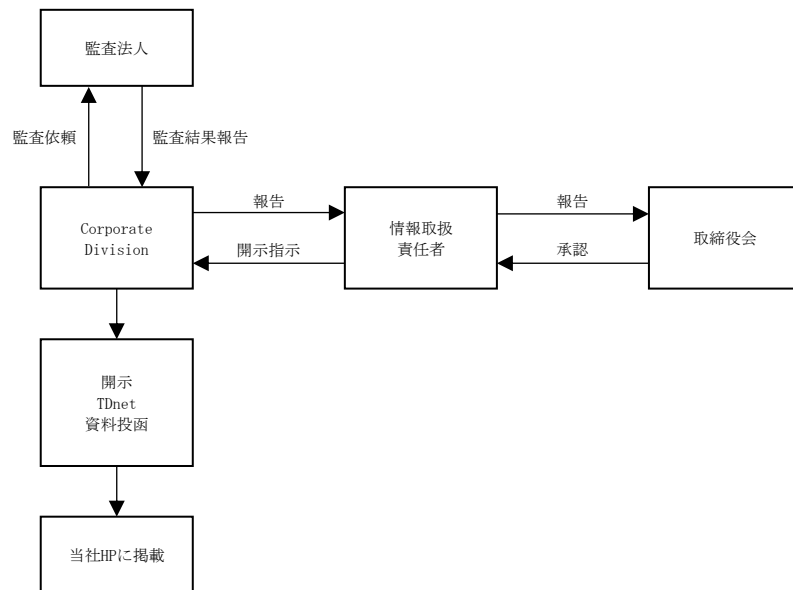 監査法人
監査依頼
監査結果報告
Corporate
Division
報告
開示指示
情報取扱
責任者
報告
承認
取締役会
開示
TDnet
資料投函
当社HPに掲載